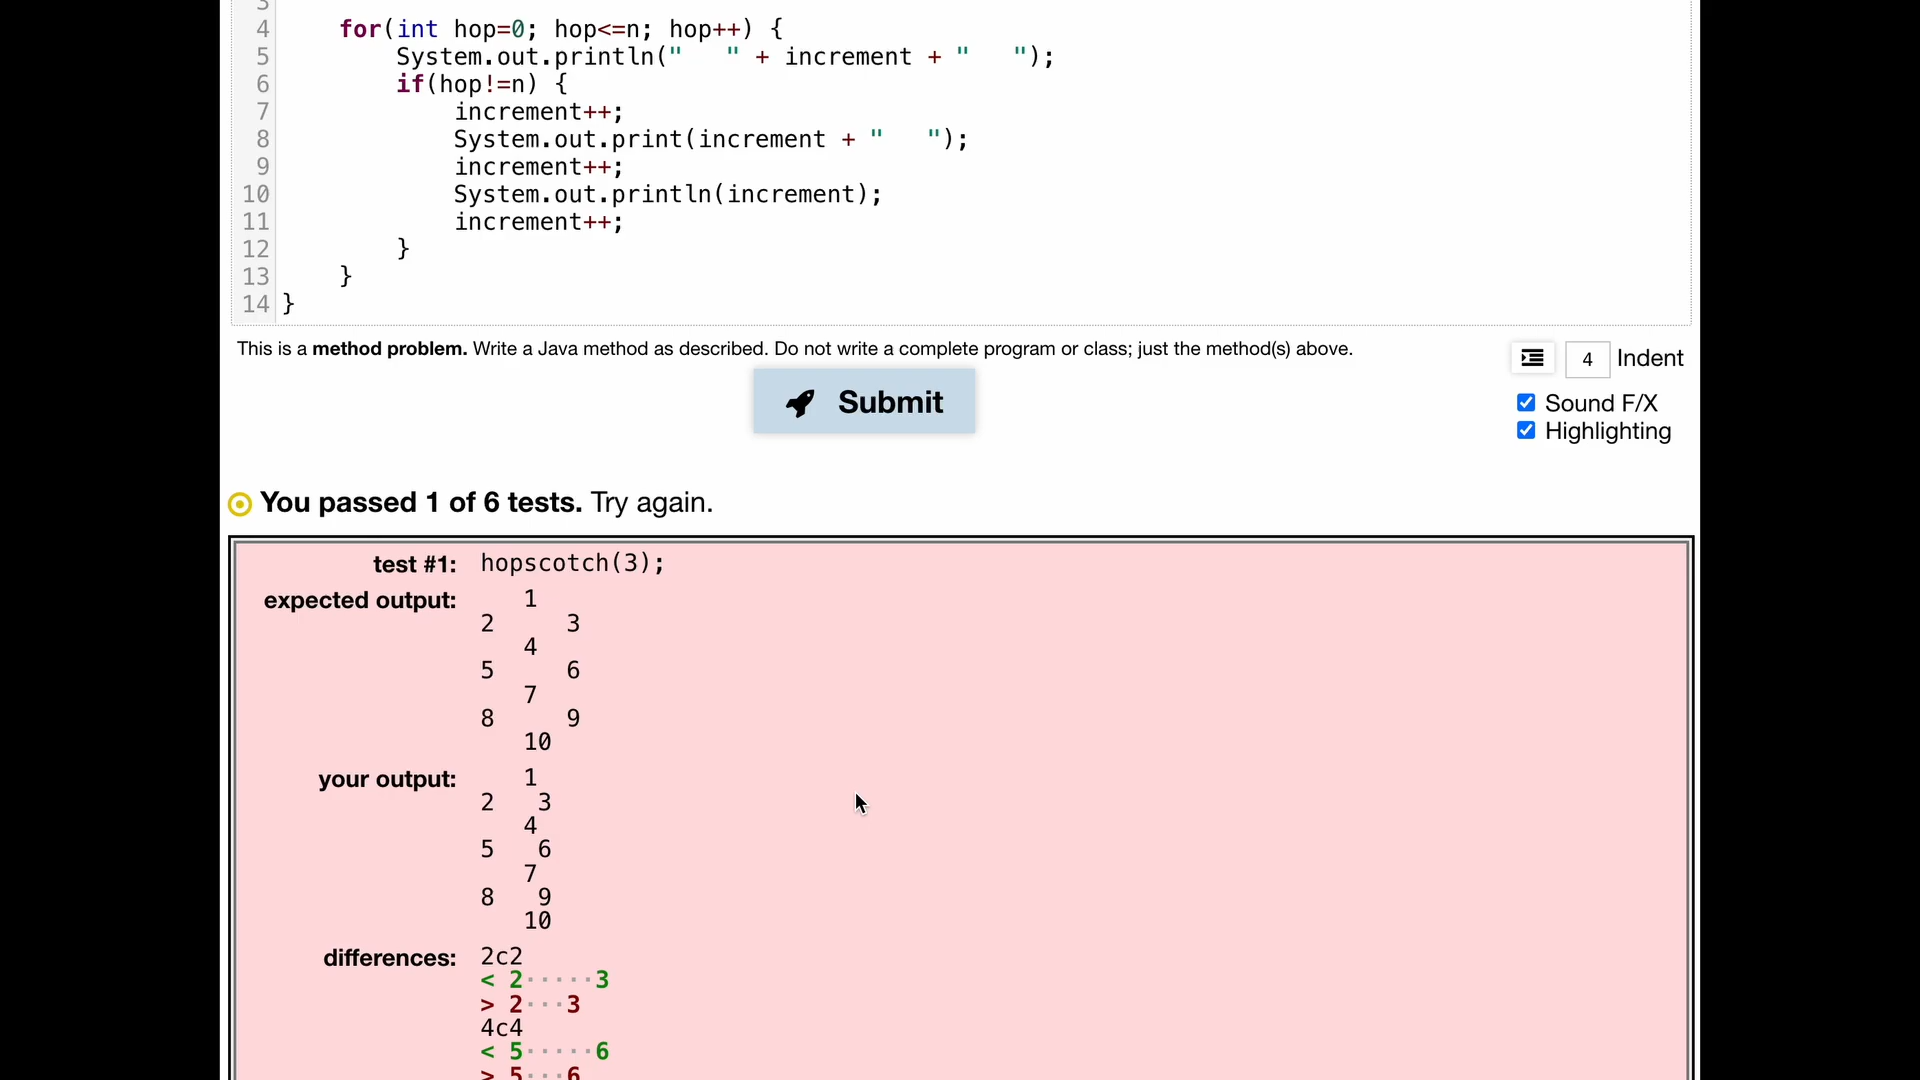 3
4 for(int hop=0; hop<=n; hop++) {
5 System.out.println("   " + increment + "   ");
6 if(hop!=n) {
7 increment++;
8 System.out.print(increment + "   ");
9 increment++;
10 System.out.println(increment);
11 increment++;
12 }
13 }
14 }
This is a method problem. Write a Java method as described. Do not write a complete program or class; just the method(s) above.
4 Indent
Submit
Sound F/X
Highlighting
You passed 1 of 6 tests. Try again.
test #1: hopscotch(3);
expected output:    1
2     3
   4
5     6
   7
8     9
   10
your output:    1
2   3
   4
5   6
   7
8   9
   10
differences: 2c2
< 2·····3
> 2···3
4c4
< 5·····6
> 5···6